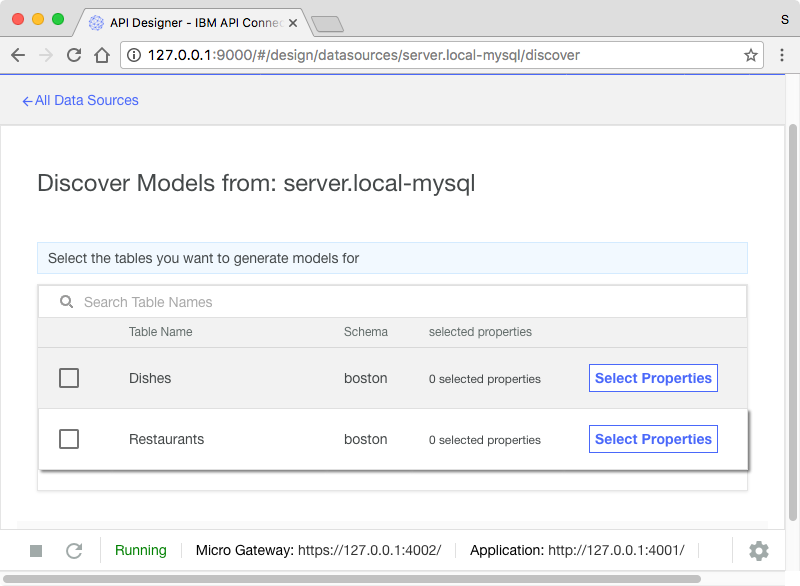 API Designer - IBM API Connec
S
127.0.0.1:9000/#/design/datasources/server.local-mysql/discover
←All Data Sources
Discover Models from: server.local-mysql
Select the tables you want to generate models for
Search Table Names
Table Name Schema selected properties
Dishes boston 0 selected properties Select Properties
Restaurants boston 0 selected properties Select Properties
Running Micro Gateway: https://127.0.0.1:4002/ Application: http://127.0.0.1:4001/